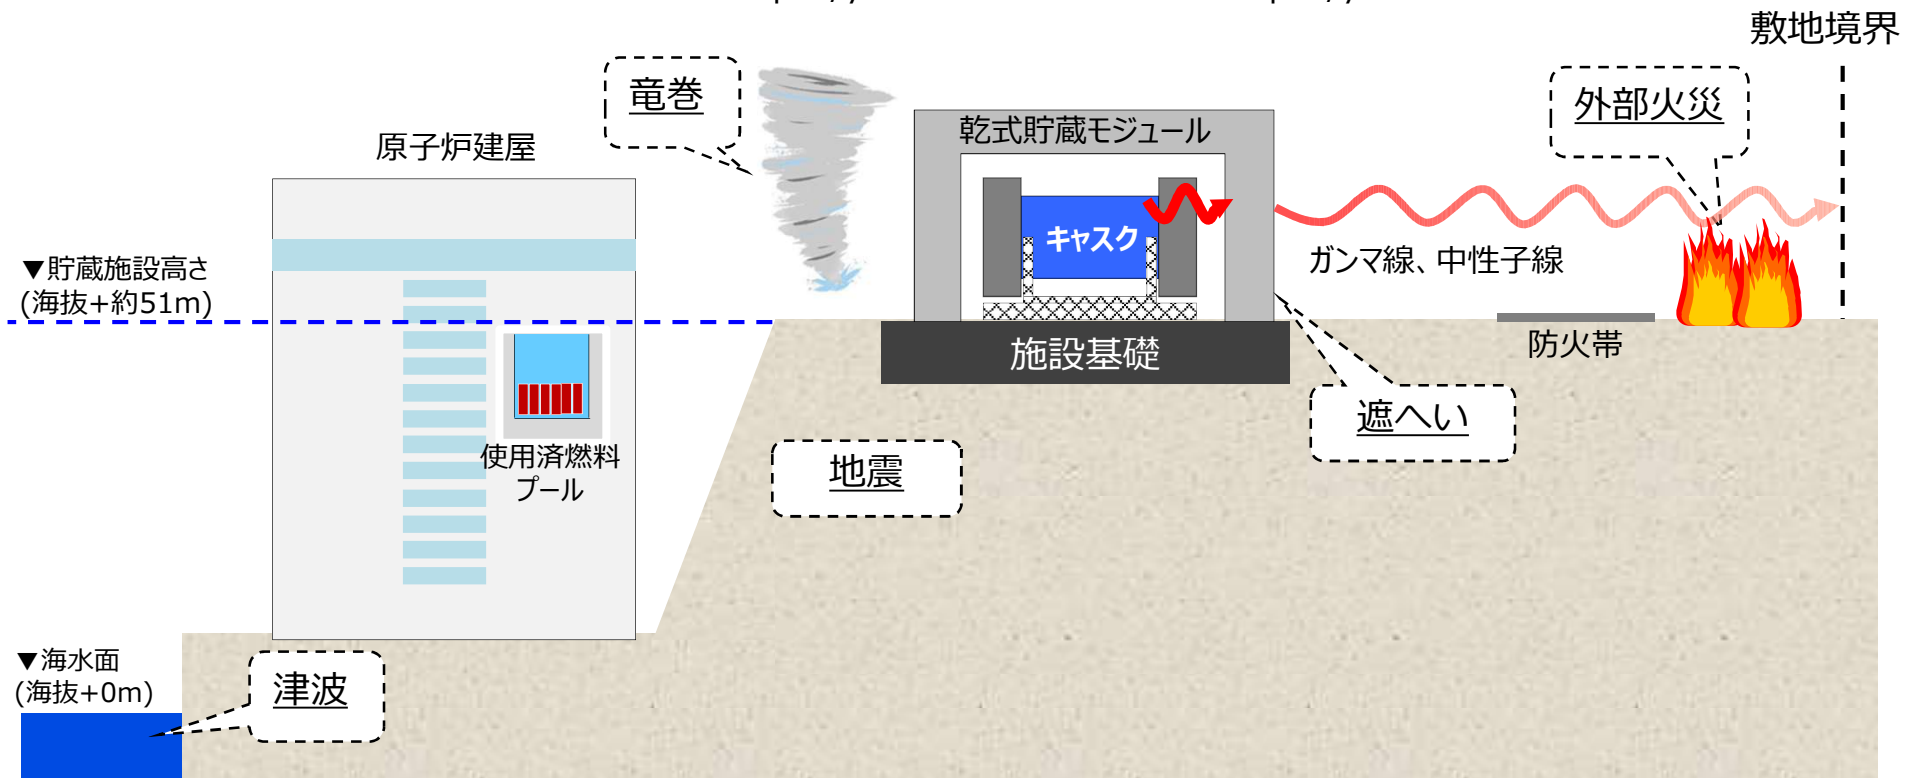 敷地境界
竜巻
外部火災
乾式貯蔵モジュール
原子炉建屋
キャスク
ガンマ線、中性子線
▼貯蔵施設高さ
(海抜+約51m)
防火帯
施設基礎
遮へい
使用済燃料
プール
地震
▼海水面
(海抜+0m)
津波